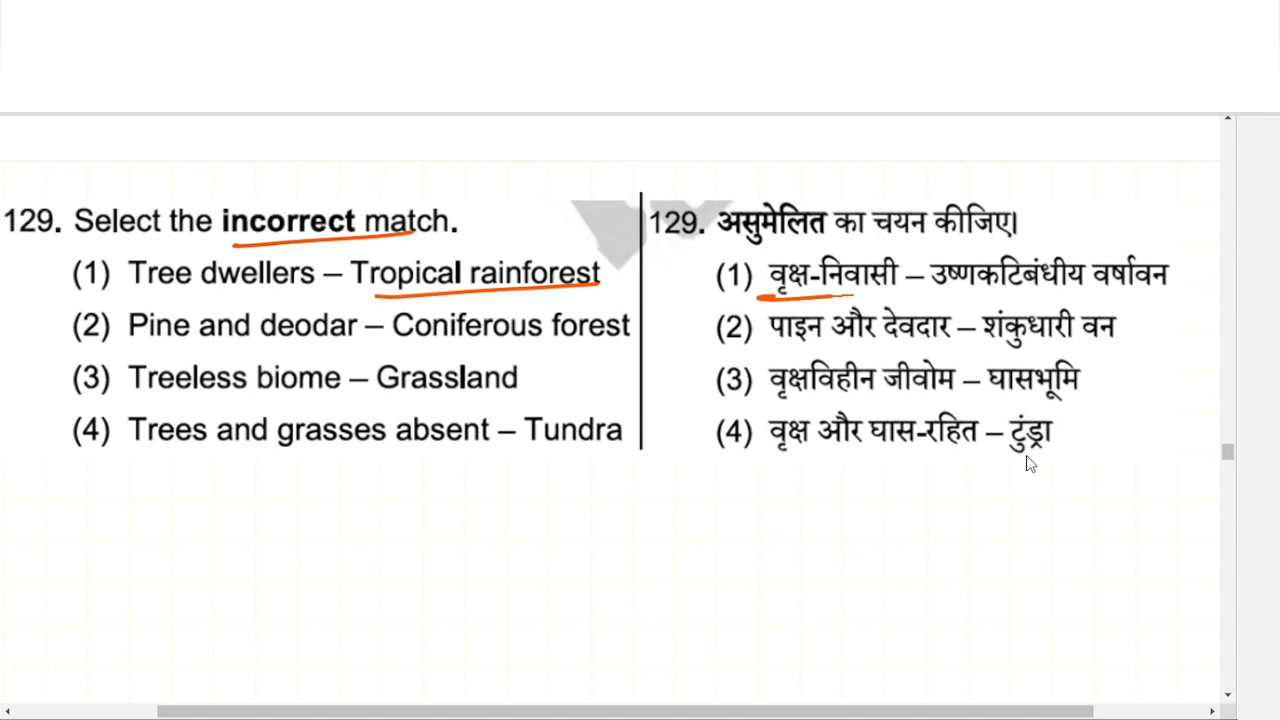 129. Select the incorrect match.
(1) Tree dwellers – Tropical rainforest
(2) Pine and deodar – Coniferous forest
(3) Treeless biome – Grassland
(4) Trees and grasses absent – Tundra
129. असुमेलित का चयन कीजिए।
(1) वृक्ष-निवासी – उष्णकटिबंधीय वर्षावन
(2) पाइन और देवदार – शंकुधारी वन
(3) वृक्षविहीन जीवोम – घासभूमि
(4) वृक्ष और घास-रहित – टुंड्रा